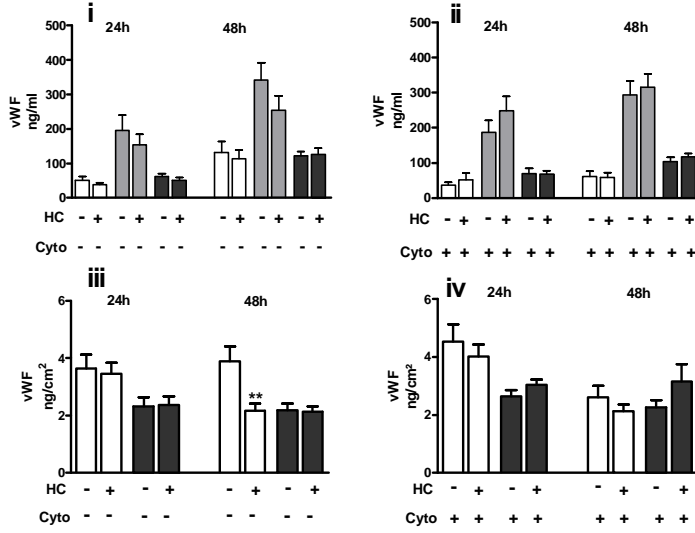 i
24h
48h
500
400
300
200
100
0
vWF
ng/ml
HC - + - + - + - + - + - +
Cyto - - - - - - - - - - - -
ii
24h
48h
500
400
300
200
100
0
vWF
ng/ml
HC - + - + - + - + - + - +
Cyto + + + + + + + + + + + +
iii
24h
48h
6
4
2
0
vWF
ng/cm²
**
HC - + - + - + - +
Cyto - - - - - - - -
iv
24h
48h
6
4
2
0
vWF
ng/cm²
HC - + - + - + - +
Cyto + + + + + + + +